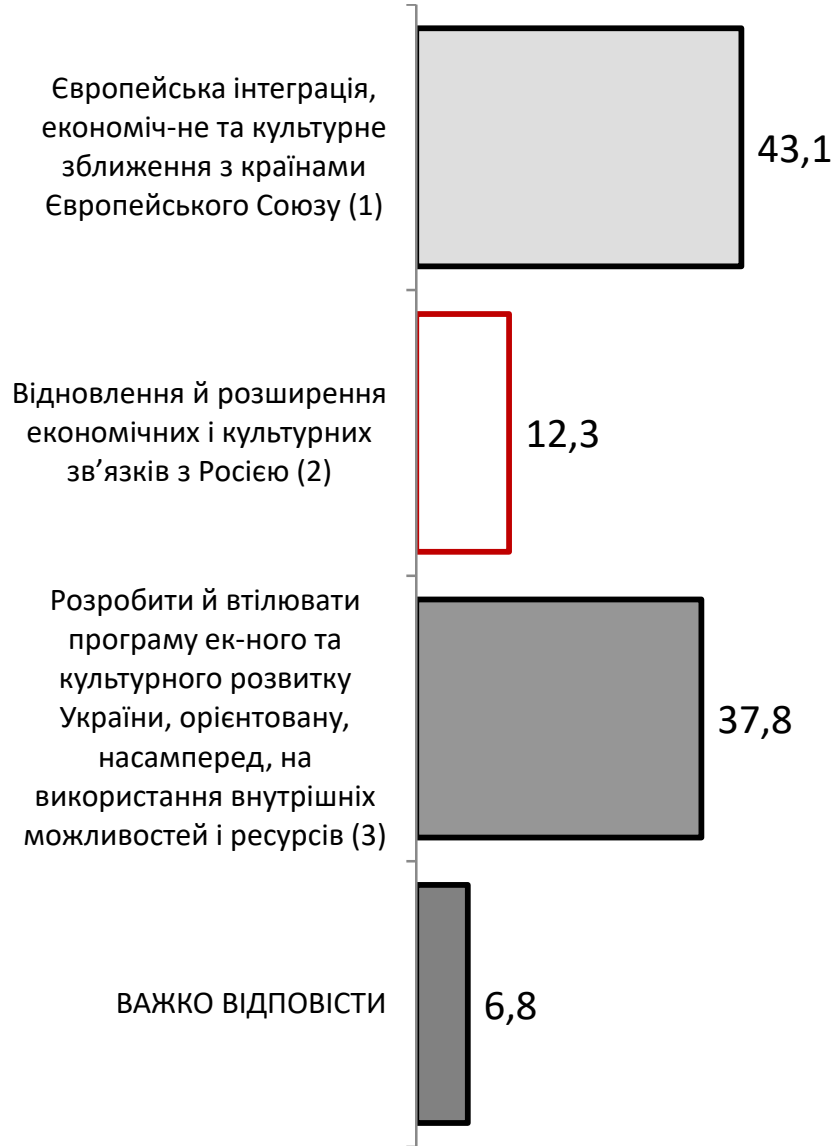 Європейська інтеграція,
економіч-не та культурне
зближення з країнами
Європейського Союзу (1)
43,1
Відновлення й розширення
економічних і культурних
зв’язків з Росією (2)
12,3
Розробити й втілювати
програму ек-ного та
культурного розвитку
України, орієнтовану,
насамперед, на
використання внутрішніх
можливостей і ресурсів (3)
37,8
ВАЖКО ВІДПОВІСТИ
6,8